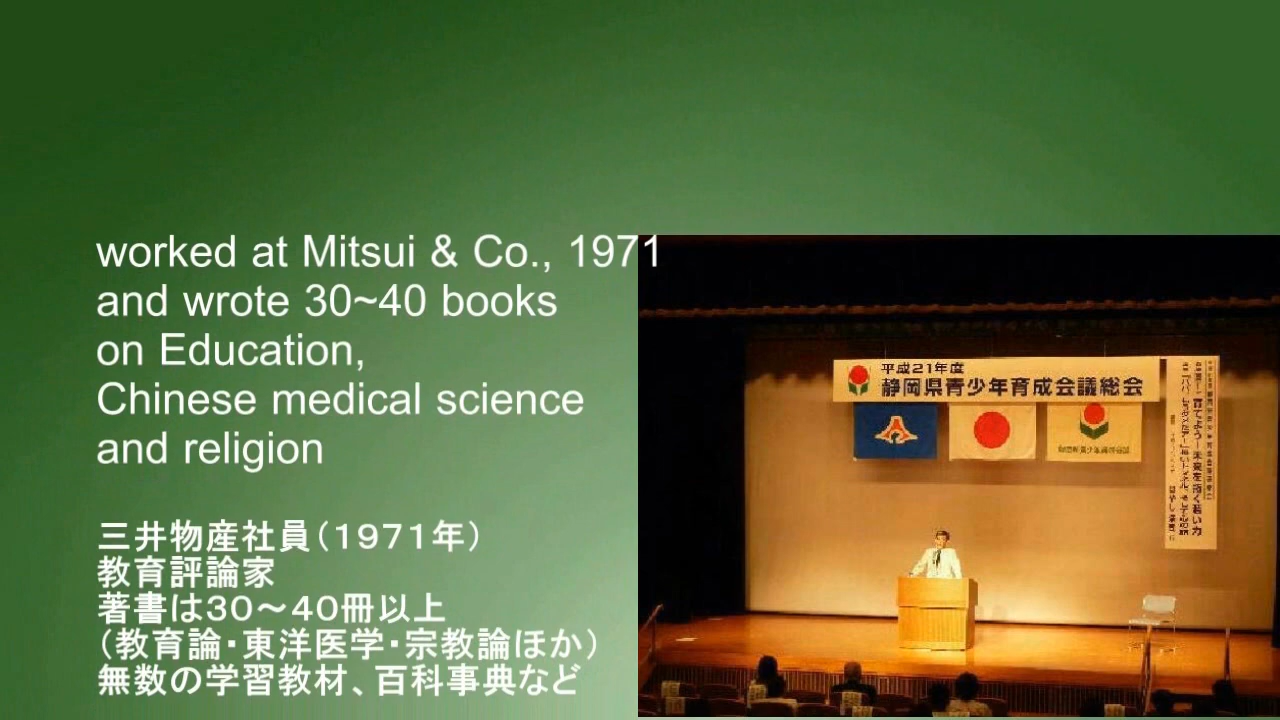 worked at Mitsui & Co., 1971
and wrote 30~40 books
on Education,
Chinese medical science
and religion
三井物産社員（１９７１年）
教育評論家
著書は３０～４０冊以上
（教育論・東洋医学・宗教論ほか）
無数の学習教材、百科事典など
平成21年度
静岡県青少年育成会議総会